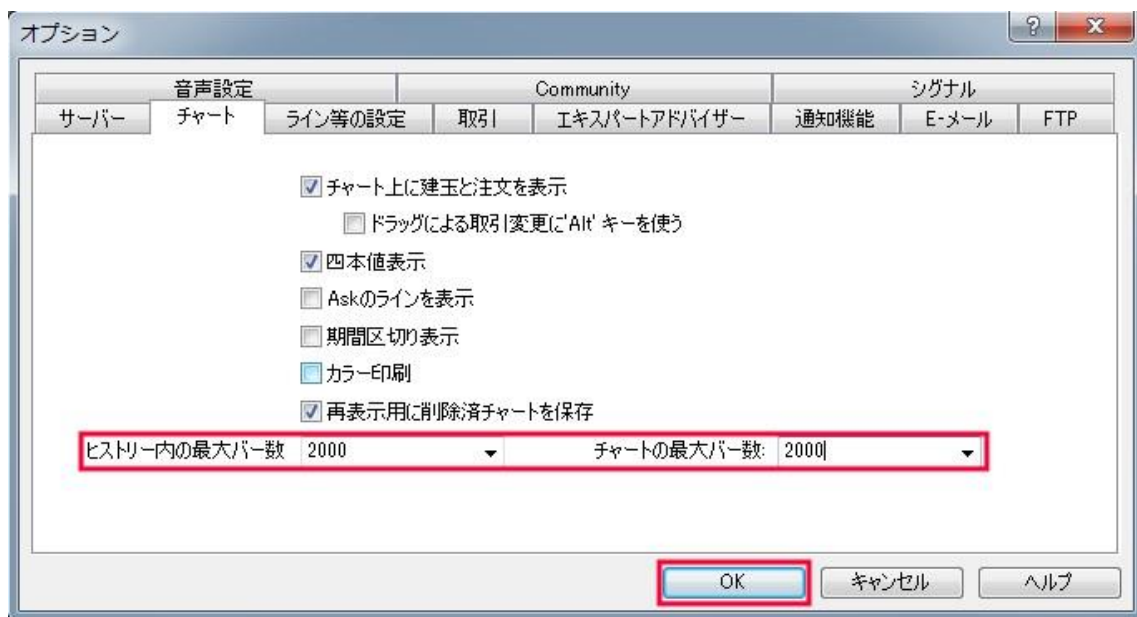 オプション
音声設定 Community シグナル
サーバー チャート ライン等の設定 取引 エキスパートアドバイザー 通知機能 E-メール FTP
チャート上に建玉と注文を表示
ドラッグによる取引変更に'Alt' キーを使う
四本値表示
Askのラインを表示
期間区切り表示
カラー印刷
再表示用に削除済チャートを保存
ヒストリー内の最大バー数 2000 チャートの最大バー数: 2000
OK キャンセル ヘルプ